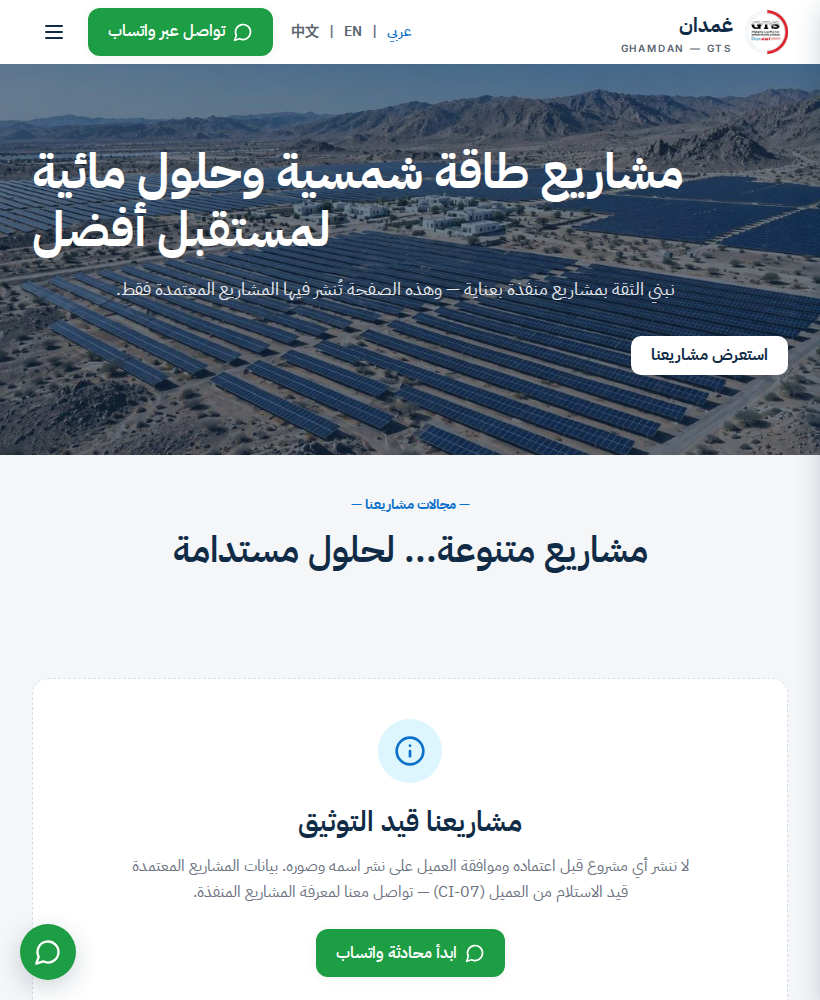 غمدان
GHAMDAN — GTS
GTS
عربي | EN | 中文
تواصل عبر واتساب
مشاريع طاقة شمسية وحلول مائية
لمستقبل أفضل
نبني الثقة بمشاريع منفذة بعناية — وهذه الصفحة تُنشر فيها المشاريع المعتمدة فقط.
استعرض مشاريعنا
— مجالات مشاريعنا —
مشاريع متنوعة... لحلول مستدامة
مشاريعنا قيد التوثيق
لا ننشر أي مشروع قبل اعتماده وموافقة العميل على نشر اسمه وصوره. بيانات المشاريع المعتمدة
قيد الاستلام من العميل (CI-07) — تواصل معنا لمعرفة المشاريع المنفذة.
ابدأ محادثة واتساب